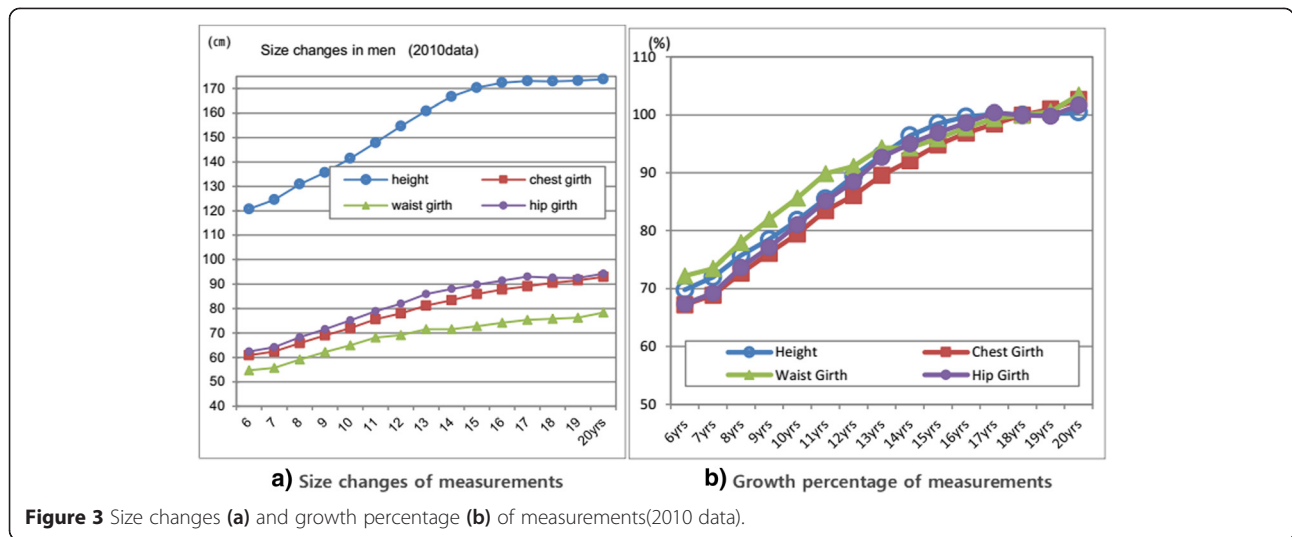 (cm)
Size changes in men (2010data)
170
160
150
140
130
120
110
100
90
80
70
60
50
40
height
chest girth
waist girth
hip girth
6
7
8
9
10
11
12
13
14
15
16
17
18
19
20yrs
a) Size changes of measurements
(%)
110
100
90
80
70
60
50
Height
Chest Girth
Waist Girth
Hip Girth
6yrs
7yrs
8yrs
9yrs
10yrs
11yrs
12yrs
13yrs
14yrs
15yrs
16yrs
17yrs
18yrs
19yrs
20yrs
b) Growth percentage of measurements
Figure 3 Size changes (a) and growth percentage (b) of measurements(2010 data).